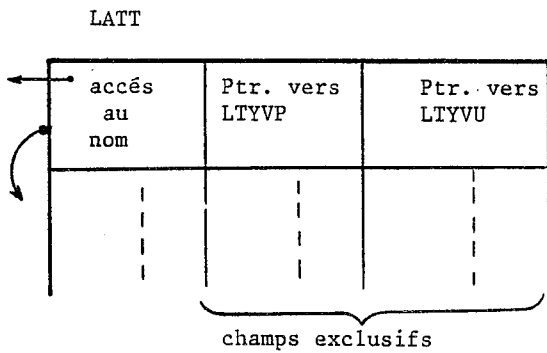 LATT
accés
au
nom
Ptr. vers
LTYVP
Ptr. vers
LTYVU
champs exclusifs